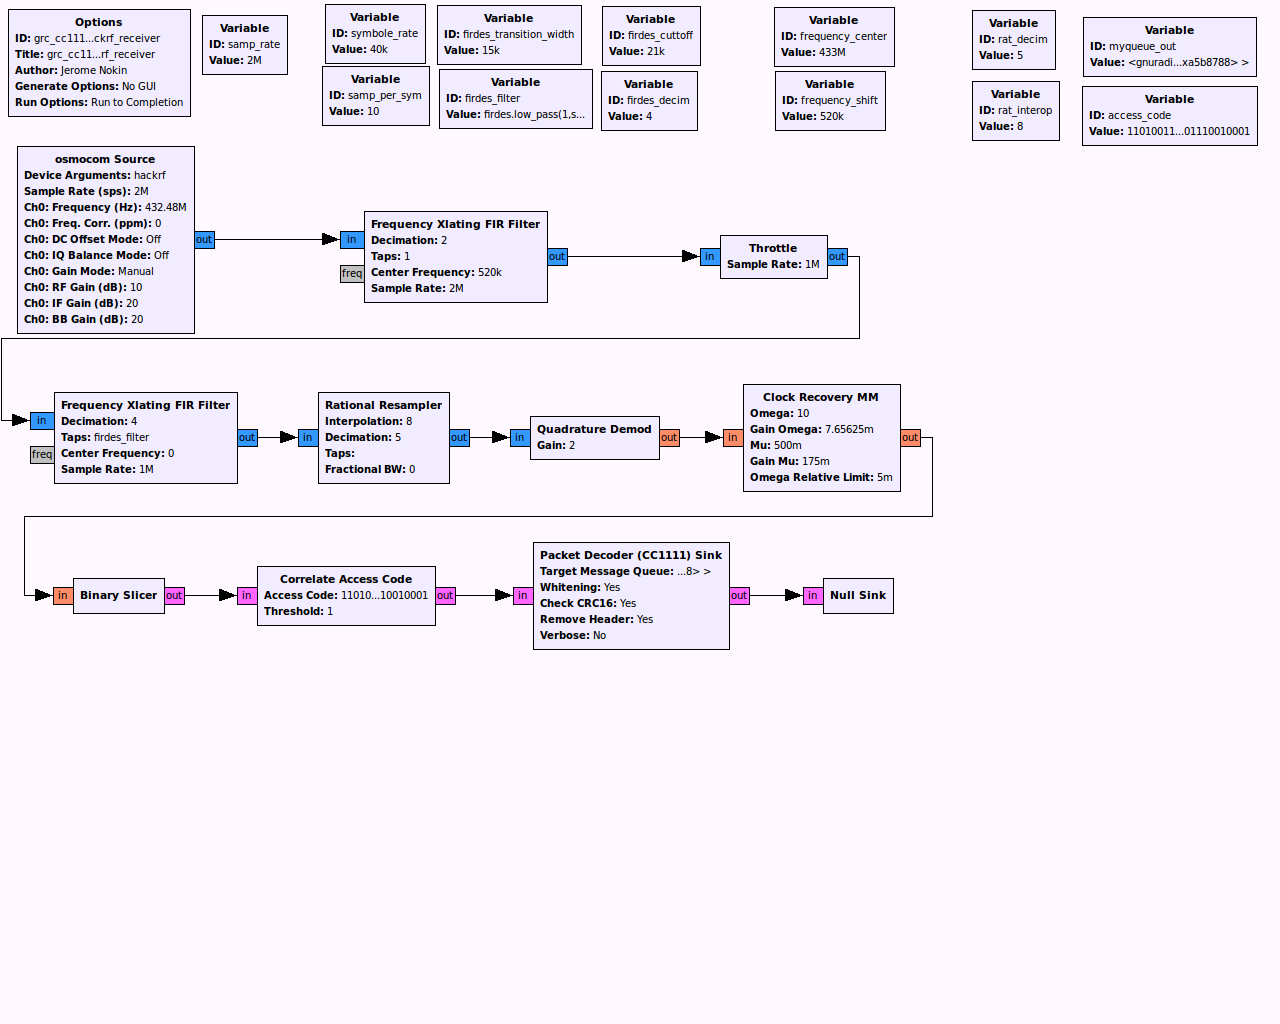 Options
ID: grc_cc111...ckrf_receiver
Title: grc_cc11...rf_receiver
Author: Jerome Nokin
Generate Options: No GUI
Run Options: Run to Completion
Variable
ID: samp_rate
Value: 2M
Variable
ID: symbole_rate
Value: 40k
Variable
ID: samp_per_sym
Value: 10
Variable
ID: firdes_transition_width
Value: 15k
Variable
ID: firdes_filter
Value: firdes.low_pass(1,s...
Variable
ID: firdes_cuttoff
Value: 21k
Variable
ID: firdes_decim
Value: 4
Variable
ID: frequency_center
Value: 433M
Variable
ID: frequency_shift
Value: 520k
Variable
ID: rat_decim
Value: 5
Variable
ID: rat_interop
Value: 8
Variable
ID: myqueue_out
Value: <gnuradi...xa5b8788> >
Variable
ID: access_code
Value: 11010011...01110010001
osmocom Source
Device Arguments: hackrf
Sample Rate (sps): 2M
Ch0: Frequency (Hz): 432.48M
Ch0: Freq. Corr. (ppm): 0
Ch0: DC Offset Mode: Off
Ch0: IQ Balance Mode: Off
Ch0: Gain Mode: Manual
Ch0: RF Gain (dB): 10
Ch0: IF Gain (dB): 20
Ch0: BB Gain (dB): 20
out
in
freq
Frequency Xlating FIR Filter
Decimation: 2
Taps: 1
Center Frequency: 520k
Sample Rate: 2M
out
in
Throttle
Sample Rate: 1M
out
in
freq
Frequency Xlating FIR Filter
Decimation: 4
Taps: firdes_filter
Center Frequency: 0
Sample Rate: 1M
out
in
Rational Resampler
Interpolation: 8
Decimation: 5
Taps:
Fractional BW: 0
out
in
Quadrature Demod
Gain: 2
out
in
Clock Recovery MM
Omega: 10
Gain Omega: 7.65625m
Mu: 500m
Gain Mu: 175m
Omega Relative Limit: 5m
out
in
Binary Slicer
out
in
Correlate Access Code
Access Code: 11010...10010001
Threshold: 1
out
in
Packet Decoder (CC1111) Sink
Target Message Queue: ...8> >
Whitening: Yes
Check CRC16: Yes
Remove Header: Yes
Verbose: No
out
in
Null Sink